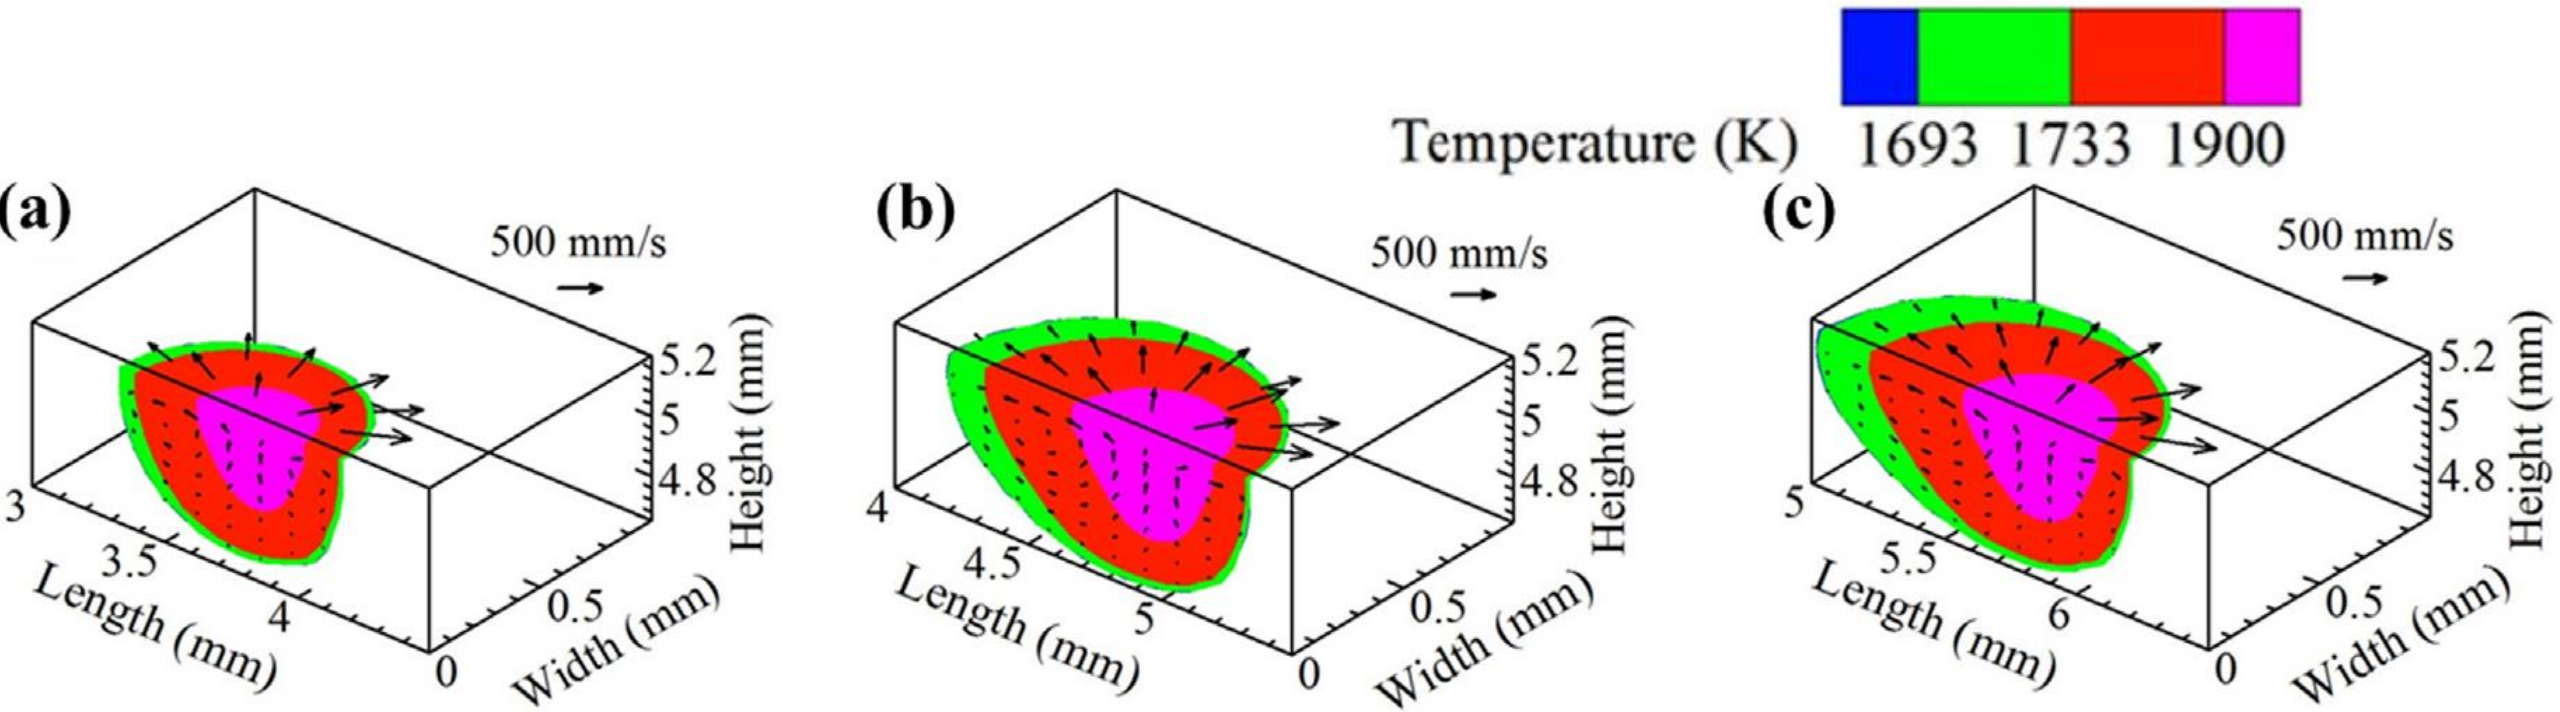 Temperature (K) 1693 1733 1900
(a)
500 mm/s
5.2
5
4.8
Height (mm)
3
3.5
4
Length (mm)
0
0.5
Width (mm)
(b)
500 mm/s
5.2
5
4.8
Height (mm)
4
4.5
5
Length (mm)
0
0.5
Width (mm)
(c)
500 mm/s
5.2
5
4.8
Height (mm)
5
5.5
6
Length (mm)
0
0.5
Width (mm)